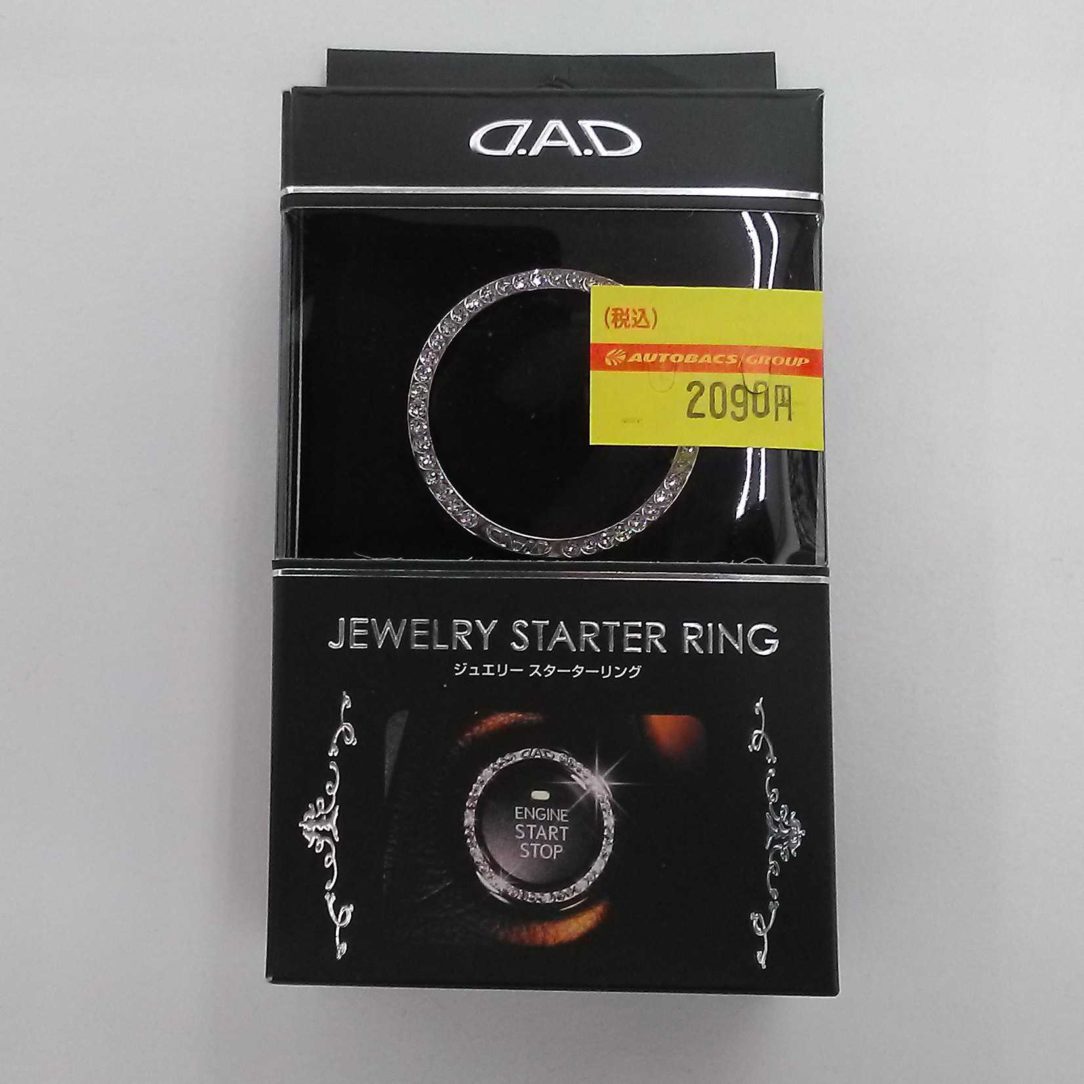 D.A.D
(税込)
AUTOBACS GROUP
2090円
JEWELRY STARTER RING
ジュエリー スターターリング
DAD
ENGINE
START
STOP